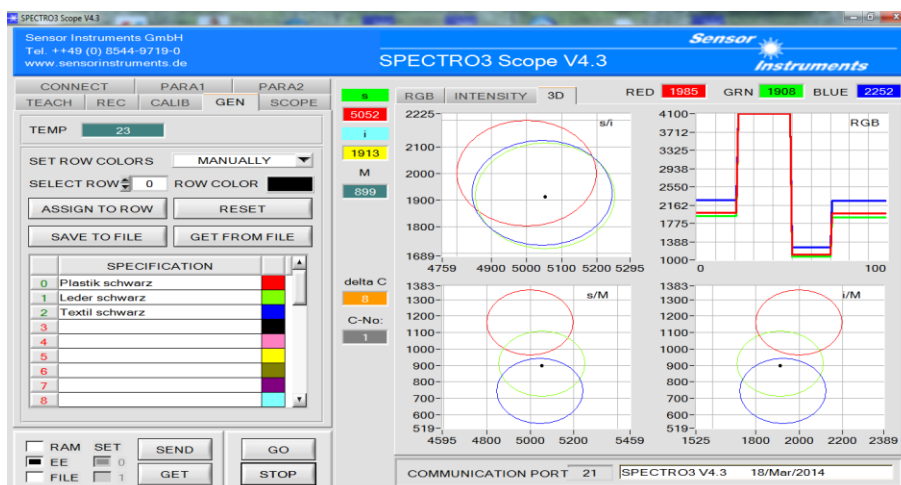 SPECTRO3 Scope V4.3
Sensor Instruments GmbH
Tel. ++49 (0) 8544-9719-0
www.sensorinstruments.de
SPECTRO3 Scope V4.3
Sensor
Instruments
CONNECT PARA1 PARA2
TEACH REC CALIB GEN SCOPE
TEMP 23
SET ROW COLORS MANUALLY
SELECT ROW 0 ROW COLOR
ASSIGN TO ROW RESET
SAVE TO FILE GET FROM FILE
SPECIFICATION
0 Plastik schwarz
1 Leder schwarz
2 Textil schwarz
3
4
5
6
7
8
RAM SET
EE 0
FILE 1
SEND GO
GET STOP
s
5052
i
1913
M
899
delta C
8
C-No:
1
RGB INTENSITY 3D RED 1985 GRN 1908 BLUE 2252
s/i
2225
2100
2000
1900
1800
1689
4759 4900 5000 5100 5200 5295
RGB
4100
3712
3325
2938
2550
2162
1775
1388
1000
0 100
s/M
1383
1300
1200
1100
1000
900
800
700
600
519
4595 4800 5000 5200 5459
i/M
1383
1300
1200
1100
1000
900
800
700
600
519
1525 1800 2000 2200 2389
COMMUNICATION PORT 21 SPECTRO3 V4.3 18/Mar/2014